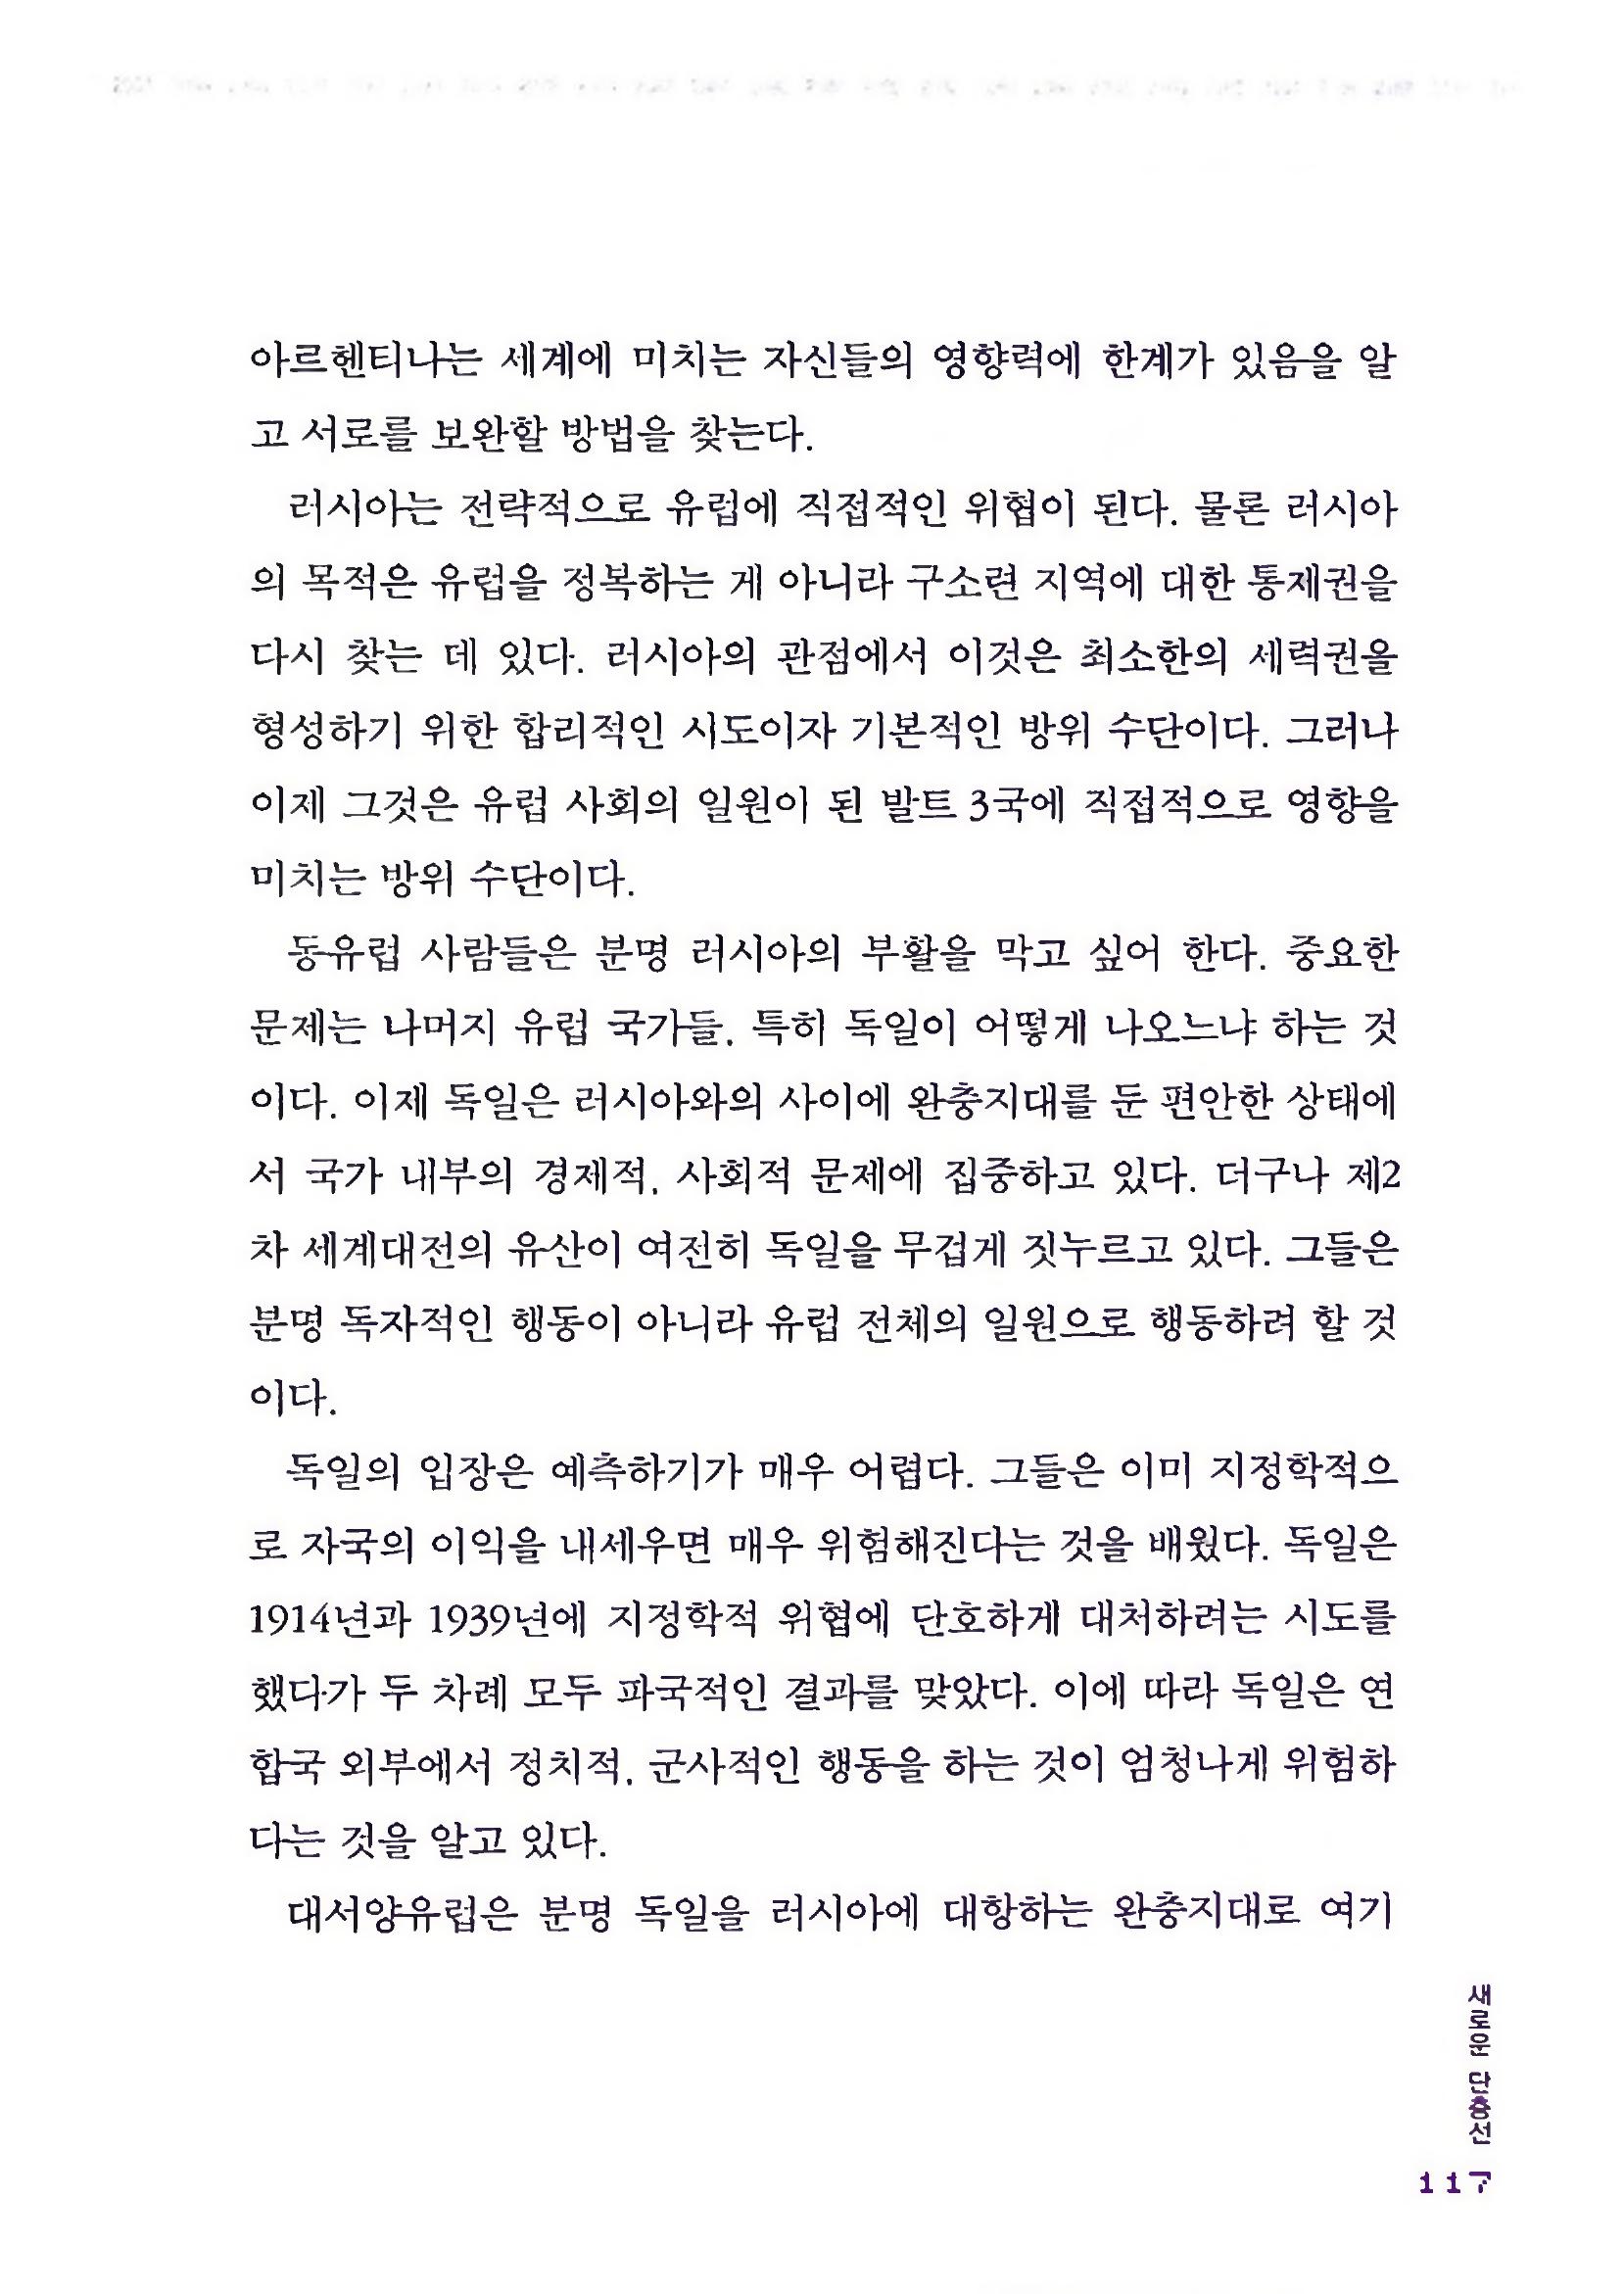 아르헨티나는 세계에 미치는 자신들의 영향력에 한계가 있음을 알
고 서로를 보완할 방법을 찾는다.
러시아는 전략적으로 유럽에 직접적인 위협이 된다. 물론 러시아
의 목적은 유럽을 정복하는 게 아니라 구소련 지역에 대한 통제권을
다시 찾는 데 있다. 러시아의 관점에서 이것은 최소한의 세력권을
형성하기 위한 합리적인 시도이자 기본적인 방위 수단이다. 그러나
이제 그것은 유럽 사회의 일원이 된 발트 3국에 직접적으로 영향을
미치는 방위 수단이다.
동유럽 사람들은 분명 러시아의 부활을 막고 싶어 한다. 중요한
문제는 나머지 유럽 국가들, 특히 독일이 어떻게 나오느냐 하는 것
이다. 이제 독일은 러시아와의 사이에 완충지대를 둔 편안한 상태에
서 국가 내부의 경제적, 사회적 문제에 집중하고 있다. 더구나 제2
차 세계대전의 유산이 여전히 독일을 무겁게 짓누르고 있다. 그들은
분명 독자적인 행동이 아니라 유럽 전체의 일원으로 행동하려 할 것
이다.
독일의 입장은 예측하기가 매우 어렵다. 그들은 이미 지정학적으
로 자국의 이익을 내세우면 매우 위험해진다는 것을 배웠다. 독일은
1914년과 1939년에 지정학적 위협에 단호하게 대처하려는 시도를
했다가 두 차례 모두 파국적인 결과를 맞았다. 이에 따라 독일은 연
합국 외부에서 정치적, 군사적인 행동을 하는 것이 엄청나게 위험하
다는 것을 알고 있다.
대서양유럽은 분명 독일을 러시아에 대항하는 완충지대로 여기
새로운 단층선
117